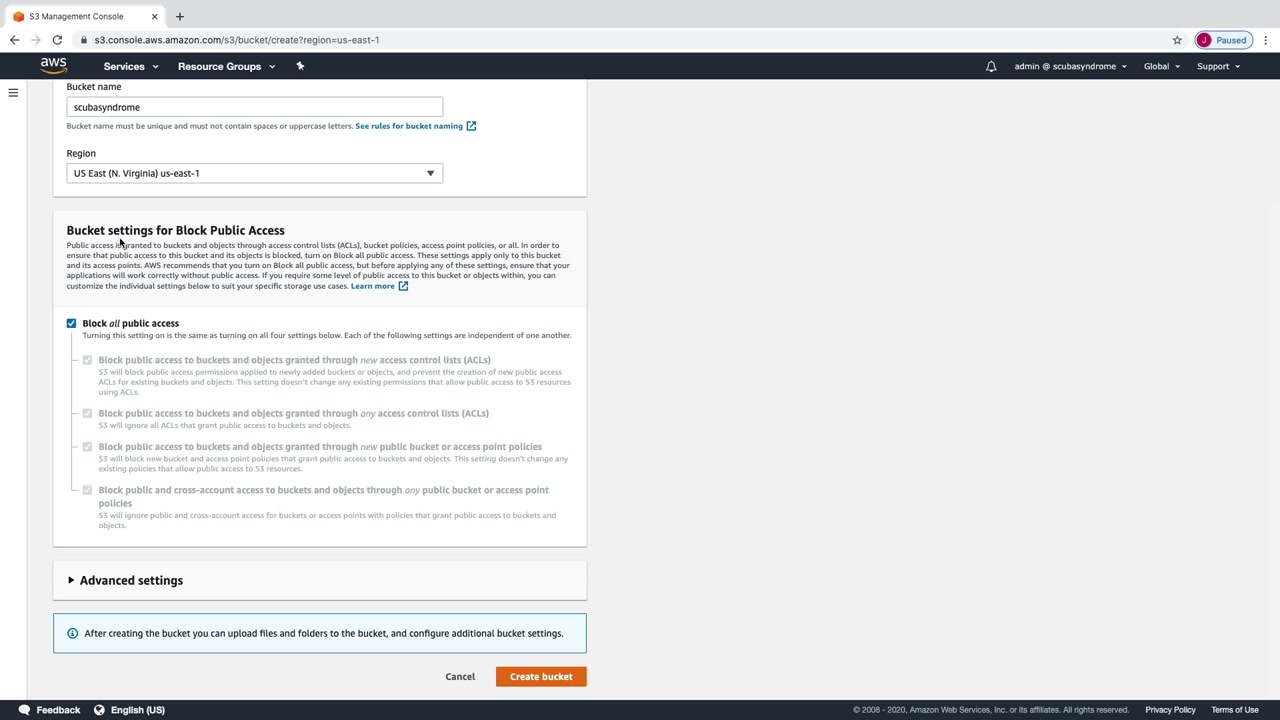 S3 Management Console
s3.console.aws.amazon.com/s3/bucket/create?region=us-east-1
J Paused
aws Services Resource Groups admin @ scubasyndrome Global Support
Bucket name
scubasyndrome
Bucket name must be unique and must not contain spaces or uppercase letters. See rules for bucket naming
Region
US East (N. Virginia) us-east-1
Bucket settings for Block Public Access
Public access is granted to buckets and objects through access control lists (ACLs), bucket policies, access point policies, or all. In order to
ensure that public access to this bucket and its objects is blocked, turn on Block all public access. These settings apply only to this bucket
and its access points. AWS recommends that you turn on Block all public access, but before applying any of these settings, ensure that your
applications will work correctly without public access. If you require some level of public access to this bucket or objects within, you can
customize the individual settings below to suit your specific storage use cases. Learn more
Block all public access
Turning this setting on is the same as turning on all four settings below. Each of the following settings are independent of one another.
Block public access to buckets and objects granted through new access control lists (ACLs)
S3 will block public access permissions applied to newly added buckets or objects, and prevent the creation of new public access
ACLs for existing buckets and objects. This setting doesn't change any existing permissions that allow public access to S3 resources
using ACLs.
Block public access to buckets and objects granted through any access control lists (ACLs)
S3 will ignore all ACLs that grant public access to buckets and objects.
Block public access to buckets and objects granted through new public bucket or access point policies
S3 will block new bucket and access point policies that grant public access to buckets and objects. This setting doesn't change any
existing policies that allow public access to S3 resources.
Block public and cross-account access to buckets and objects through any public bucket or access point
policies
S3 will ignore public and cross-account access for buckets or access points with policies that grant public access to buckets and
objects.
Advanced settings
After creating the bucket you can upload files and folders to the bucket, and configure additional bucket settings.
Cancel Create bucket
Feedback English (US) © 2008 - 2020, Amazon Web Services, Inc. or its affiliates. All rights reserved. Privacy Policy Terms of Use